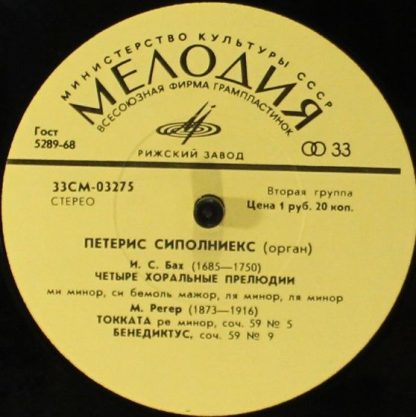 МИНИСТЕРСТВО КУЛЬТУРЫ СССР
МЕЛОДИЯ
ВСЕСОЮЗНАЯ ФИРМА ГРАМПЛАСТИНОК
Гост
5289-68
РИЖСКИЙ ЗАВОД
33
33СМ-03275
СТЕРЕО
Вторая группа
Цена 1 руб. 20 коп.
ПЕТЕРИС СИПОЛНИЕКС (орган)
И. С. Бах (1685—1750)
ЧЕТЫРЕ ХОРАЛЬНЫЕ ПРЕЛЮДИИ
ми минор, си бемоль мажор, ля минор, ля минор
М. Регер (1873—1916)
ТОККАТА ре минор, соч. 59 № 5
БЕНЕДИКТУС, соч. 59 № 9